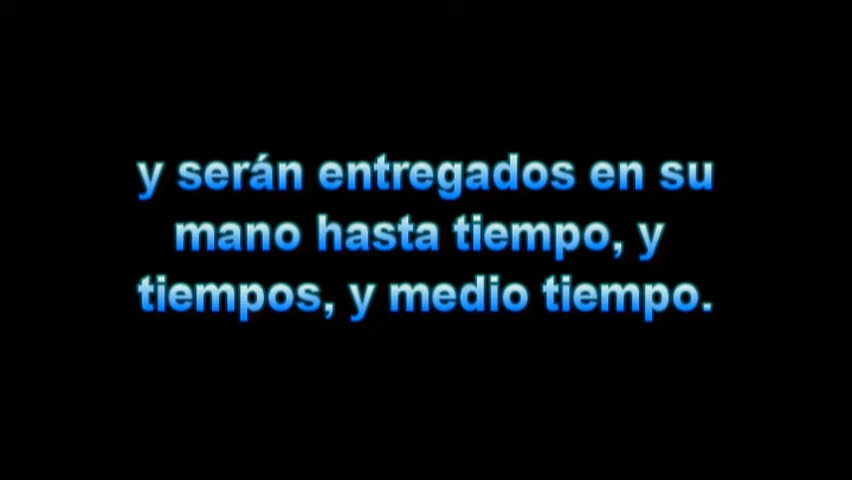 y serán entregados en su
mano hasta tiempo, y
tiempos, y medio tiempo.